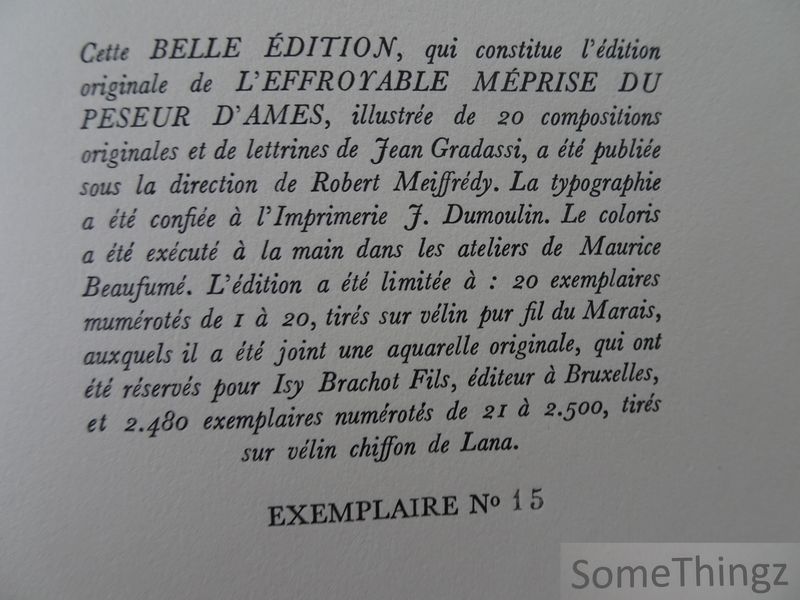 Cette BELLE ÉDITION, qui constitue l'édition
originale de L'EFFROYABLE MÉPRISE DU
PESEUR D'AMES, illustrée de 20 compositions
originales et de lettrines de Jean Gradassi, a été publiée
sous la direction de Robert Meiffrédy. La typographie
a été confiée à l'Imprimerie J. Dumoulin. Le coloris
a été exécuté à la main dans les ateliers de Maurice
Beaufumé. L'édition a été limitée à : 20 exemplaires
mumérotés de 1 à 20, tirés sur vélin pur fil du Marais,
auxquels il a été joint une aquarelle originale, qui ont
été réservés pour Isy Brachot Fils, éditeur à Bruxelles,
et 2.480 exemplaires numérotés de 21 à 2.500, tirés
sur vélin chiffon de Lana.
EXEMPLAIRE Nº 15
SomeThingz